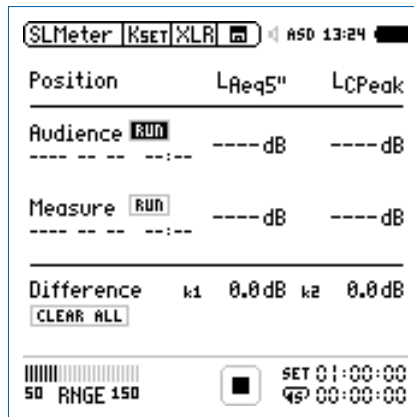 SLMeter KSET XLR ASD 13:24
Position LAeq5" LCPeak
Audience RUN ----dB ----dB
---- -- -- --:--
Measure RUN ----dB ----dB
---- -- -- --:--
Difference k1 0.0dB k2 0.0dB
CLEAR ALL
SET 01:00:00
50 RNGE 150 00:00:00